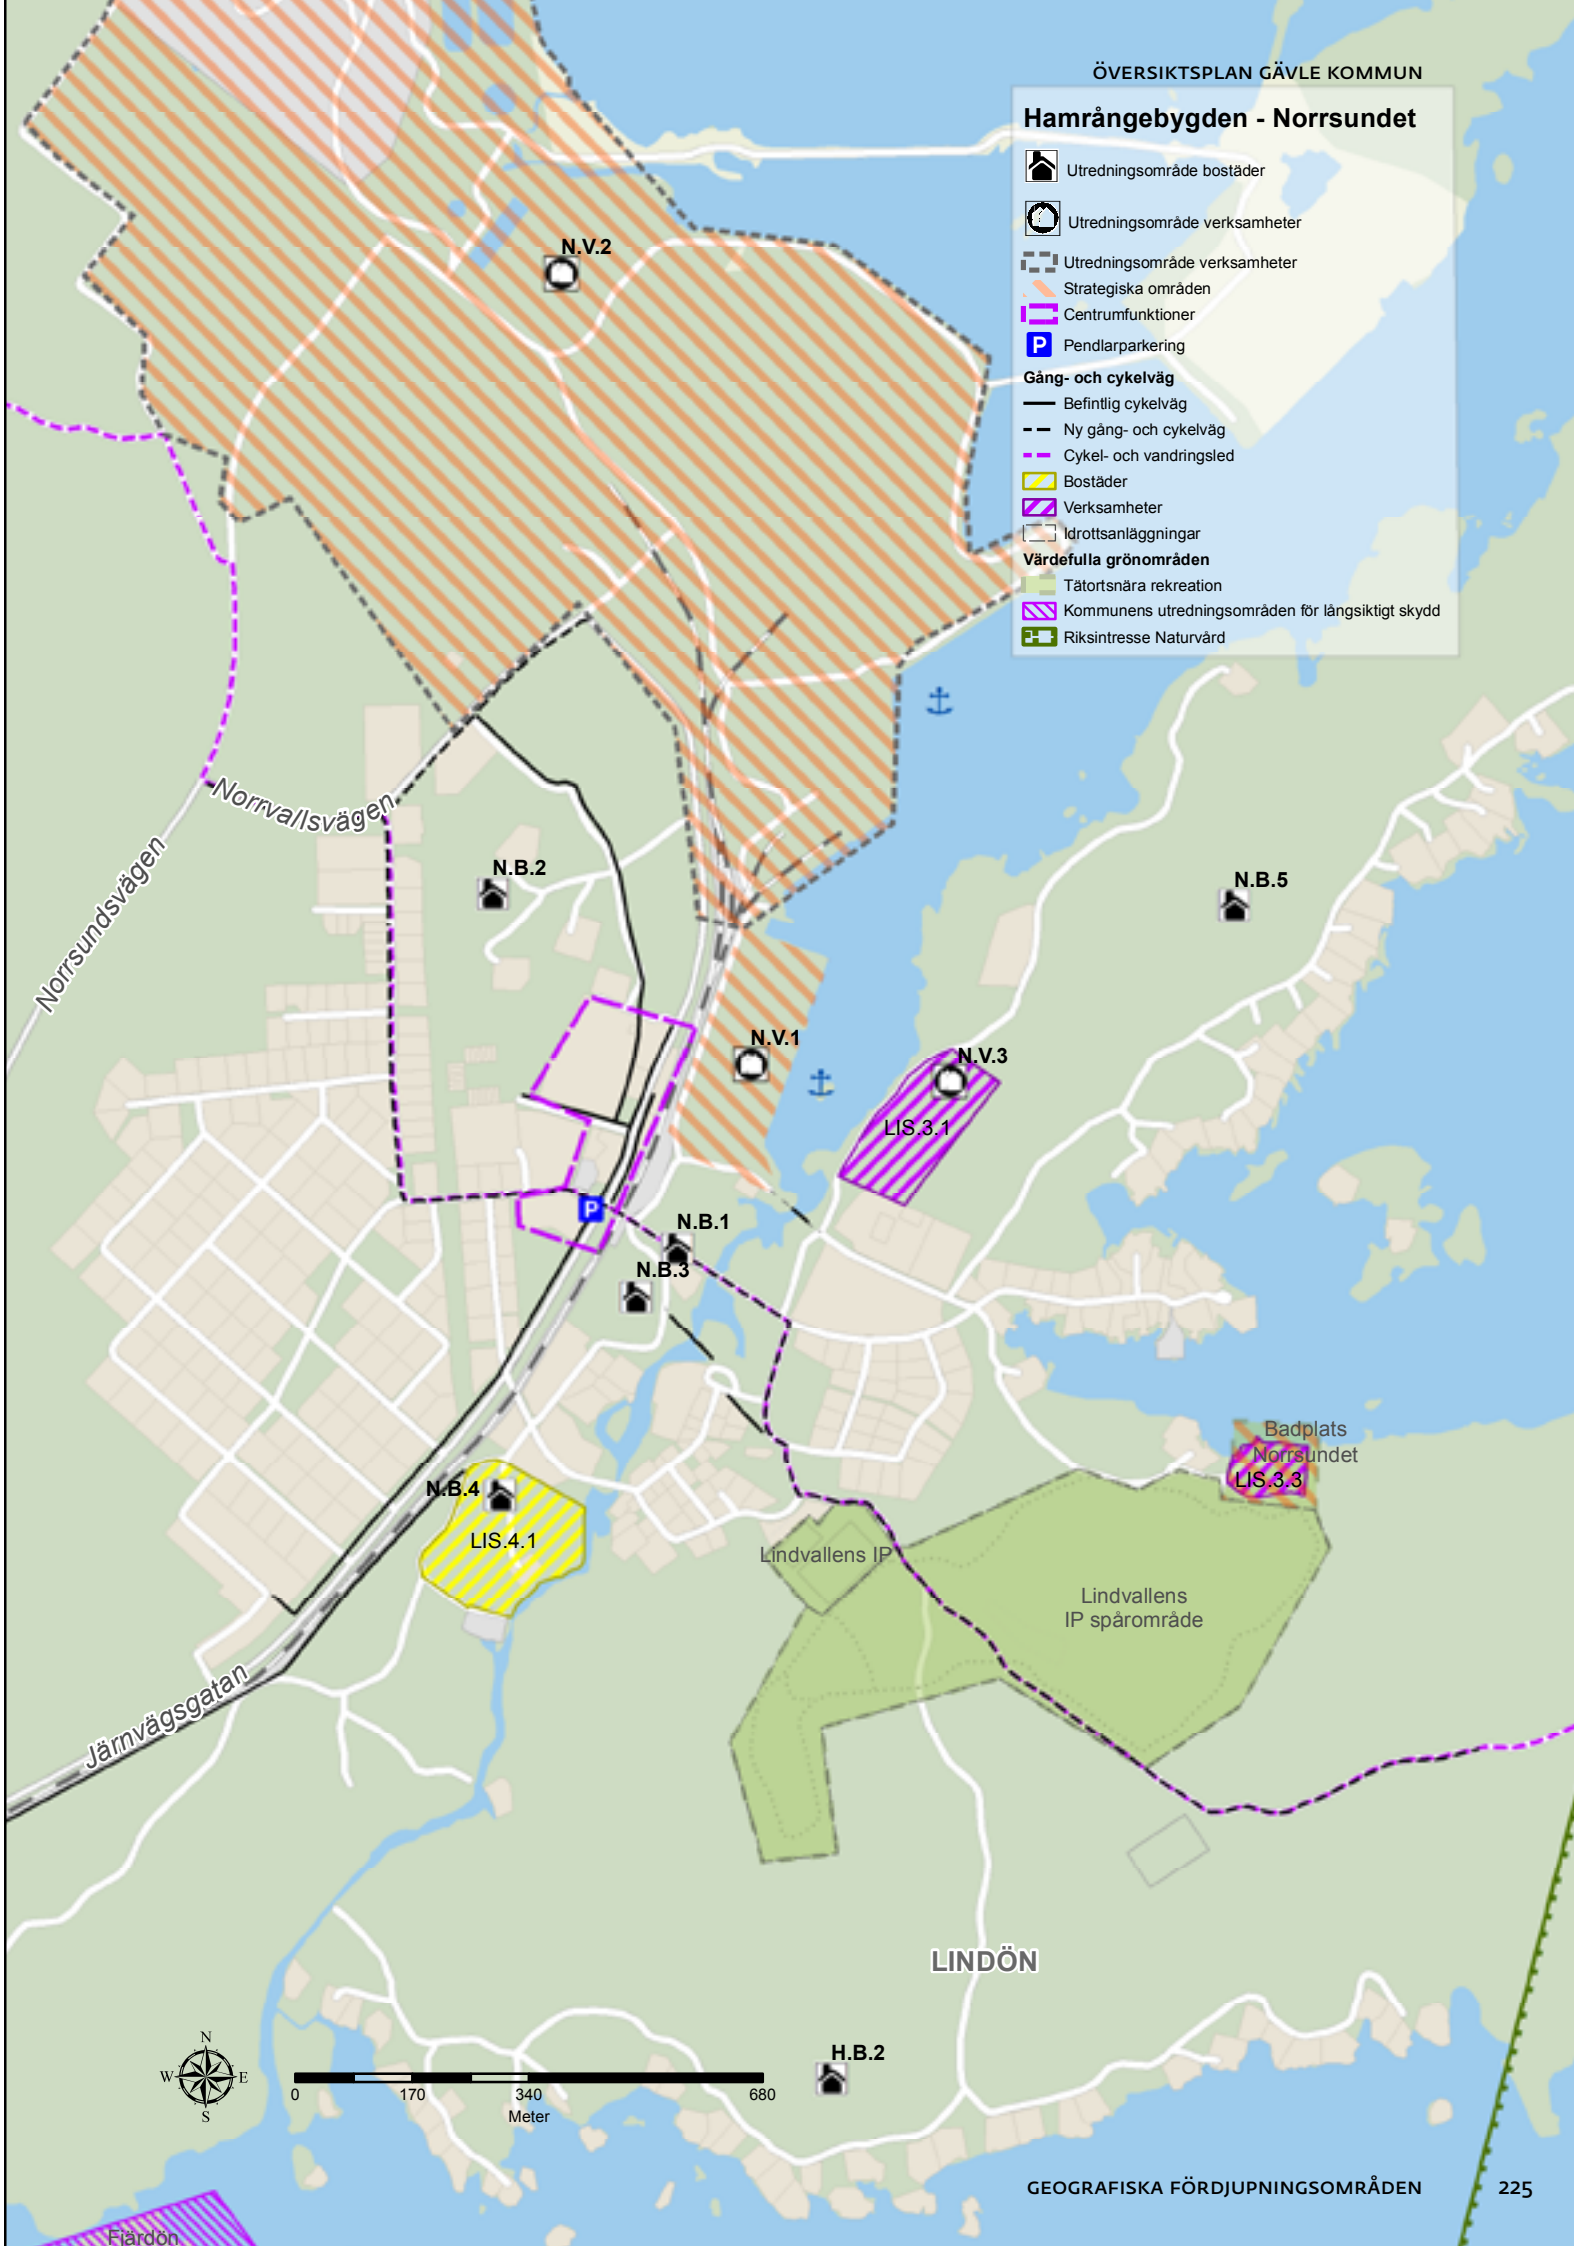 ÖVERSIKTSPLAN GÄVLE KOMMUN
Hamrångebygden - Norrsundet
Utredningsområde bostäder
Utredningsområde verksamheter
Utredningsområde verksamheter
Strategiska områden
Centrumfunktioner
P Pendlarparkering
Gång- och cykelväg
Befintlig cykelväg
Ny gång- och cykelväg
Cykel- och vandringsled
Bostäder
Verksamheter
Idrottsanläggningar
Värdefulla grönområden
Tätortsnära rekreation
Kommunens utredningsområden för långsiktigt skydd
Riksintresse Naturvård
N.V.2
Norrvallsvägen
Norrsundsvägen
N.B.2
N.B.5
N.V.1
N.V.3
LIS.3.1
P
N.B.1
N.B.3
Badplats
Norrsundet
LIS.3.3
N.B.4
LIS.4.1
Lindvallens IP
Lindvallens
IP spårområde
Järnvägsgatan
LINDÖN
H.B.2
N
W E
S
0 170 340 680
Meter
GEOGRAFISKA FÖRDJUPNINGSOMRÅDEN 225
Fjärdön